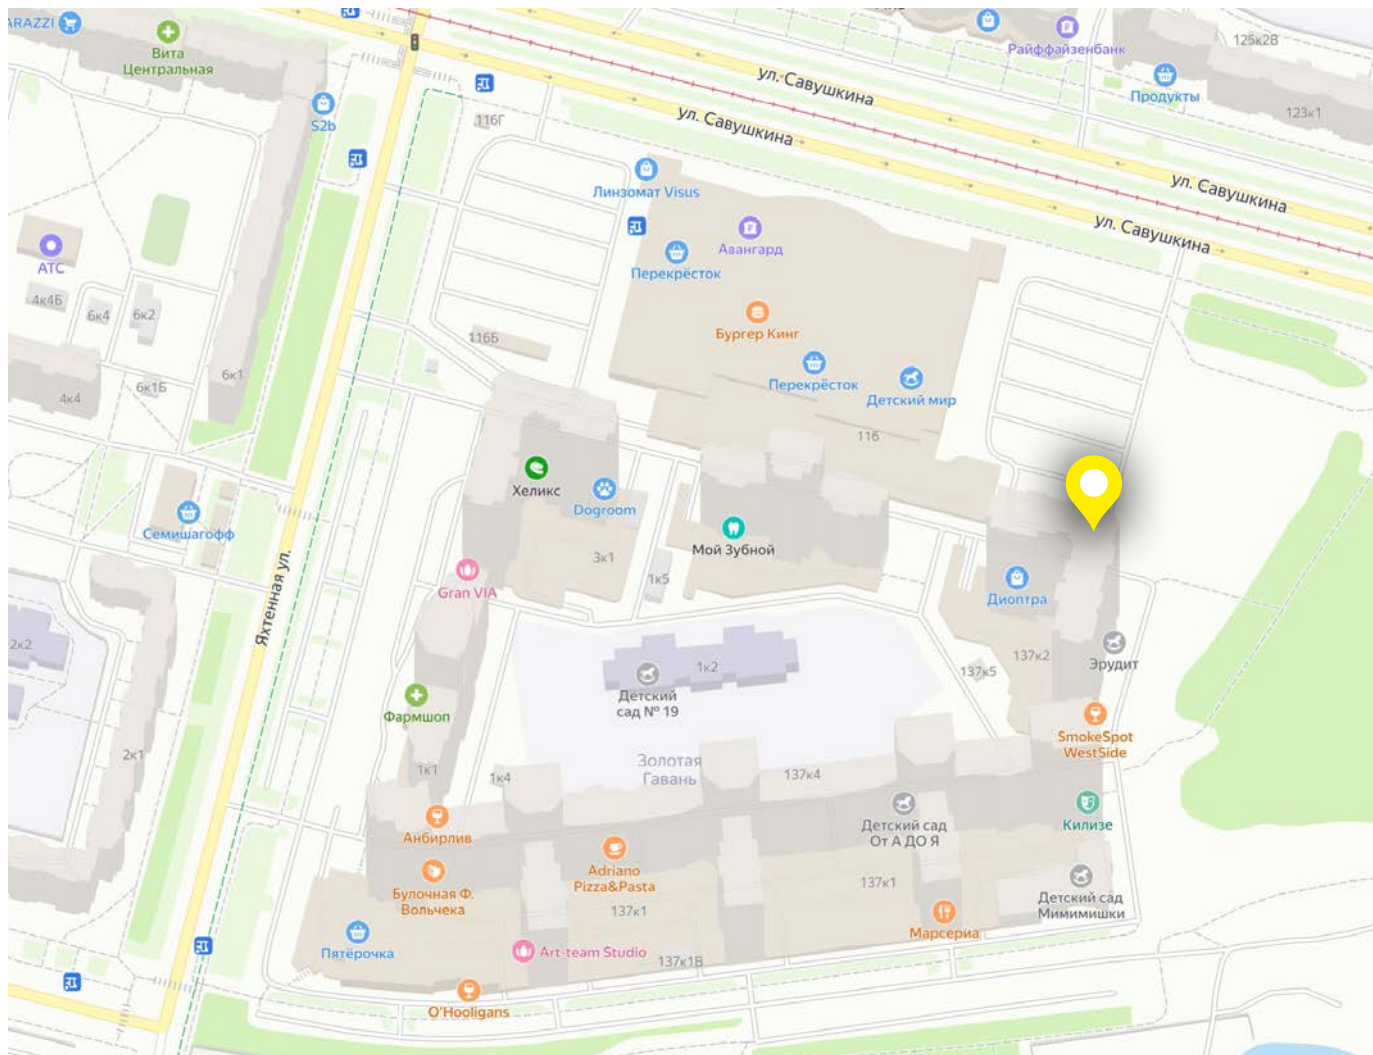 ARAZZI
Вита
Центральная
S2b
116Г
ул. Савушкина
ул. Савушкина
Райффайзенбанк
125к2В
Продукты
123к1
ул. Савушкина
ул. Савушкина
Линзомат Visus
Авангард
Перекрёсток
АТС
4к4Б
6к4
6к2
Бургер Кинг
116Б
Перекрёсток
Детский мир
6к1
6к1Б
4к4
116
Хеликс
Dogroom
Семишагофф
Мой Зубной
3к1
1к5
Gran VIA
Диоптра
Яхтенная ул.
2к2
1к2
137к5
137к2
Эрудит
Детский
сад № 19
Фармшоп
SmokeSpot
WestSide
2к1
Золотая
Гавань
1к1
1к4
137к4
Анбирлив
Детский сад
От А ДО Я
Килизе
Adriano
Pizza&Pasta
Булочная Ф.
Вольчека
137к1
137к1
Детский сад
Мимимишки
Марсериа
Пятёрочка
Art-team Studio
137к1В
O'Hooligans